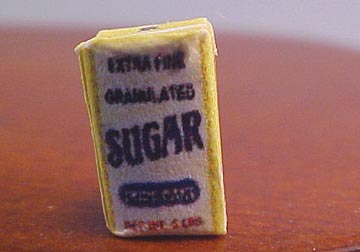 EXTRA FINE
GRANULATED
SUGAR
NET WT. 5 LBS